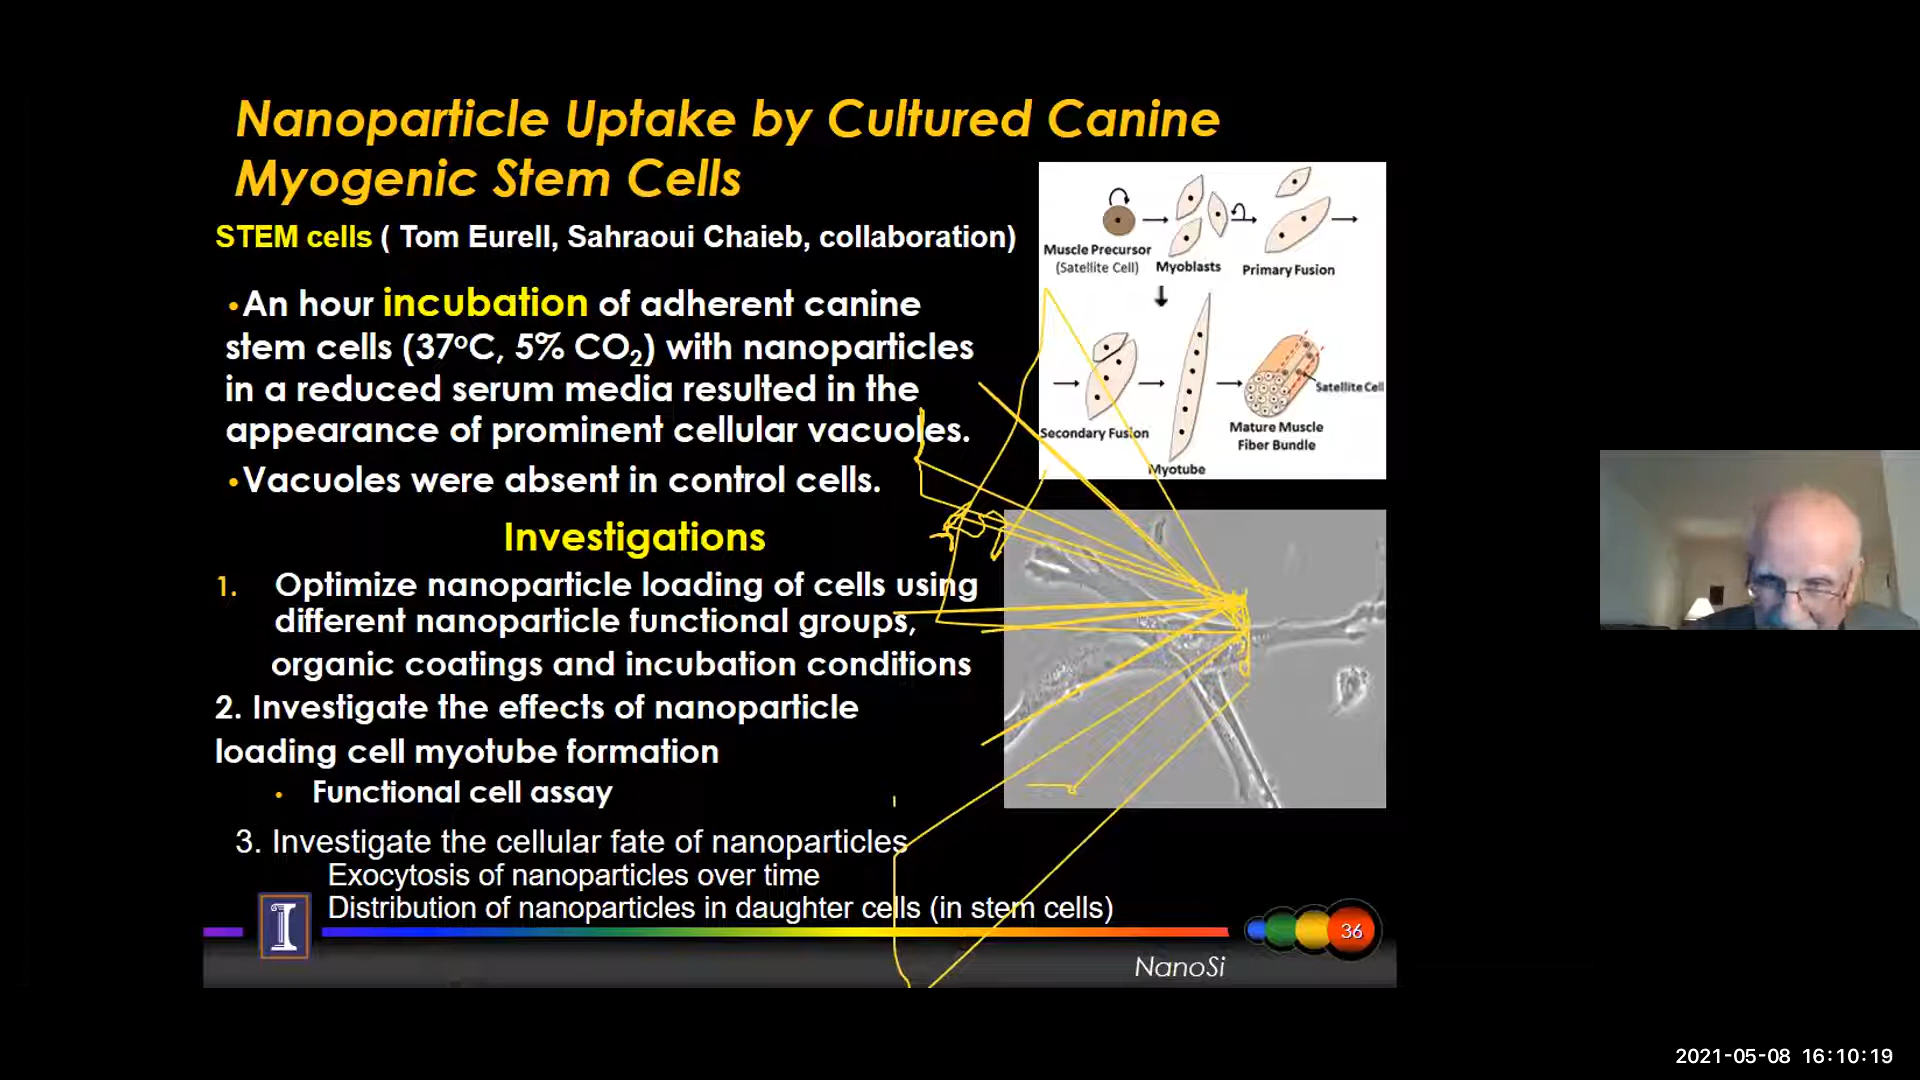 Nanoparticle Uptake by Cultured Canine
Myogenic Stem Cells
STEM cells ( Tom Eurell, Sahraoui Chaieb, collaboration)
•An hour incubation of adherent canine
stem cells (37ºC, 5% CO₂) with nanoparticles
in a reduced serum media resulted in the
appearance of prominent cellular vacuoles.
•Vacuoles were absent in control cells.
Investigations
1. Optimize nanoparticle loading of cells using
different nanoparticle functional groups,
organic coatings and incubation conditions
2. Investigate the effects of nanoparticle
loading cell myotube formation
• Functional cell assay
3. Investigate the cellular fate of nanoparticles
Exocytosis of nanoparticles over time
Distribution of nanoparticles in daughter cells (in stem cells)
Muscle Precursor
(Satellite Cell)
Myoblasts
Primary Fusion
Secondary Fusion
Myotube
Satellite Cell
Mature Muscle
Fiber Bundle
I
36
NanoSi
2021-05-08 16:10:19